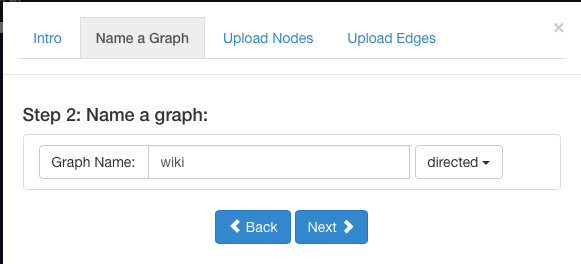 ×
Intro Name a Graph Upload Nodes Upload Edges
Step 2: Name a graph:
Graph Name: wiki directed
Back Next